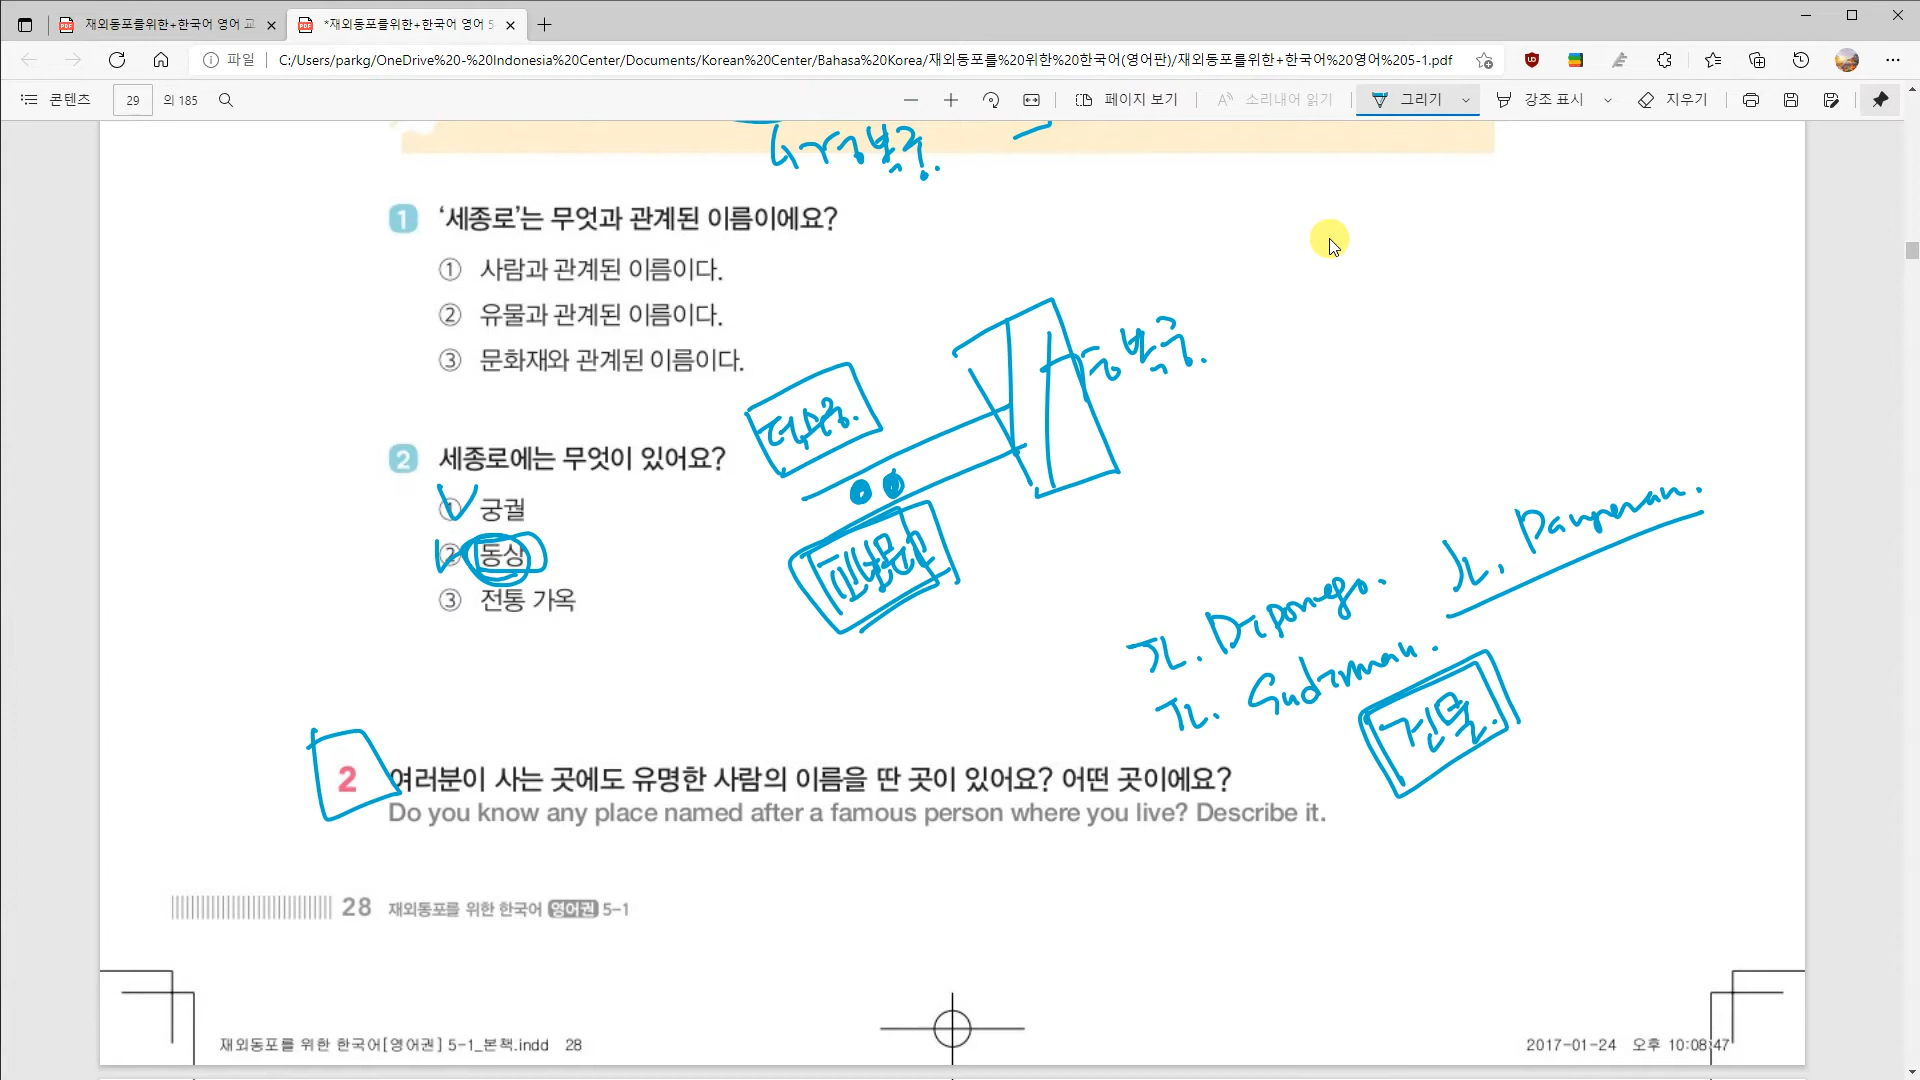 재외동포를위한+한국어 영어 교
*재외동포를위한+한국어 영어 5
파일
C:/Users/parkg/OneDrive%20-%20Indonesia%20Center/Documents/Korean%20Center/Bahasa%20Korea/재외동포를%20위한%20한국어(영어판)/재외동포를위한+한국어%20영어%205-1.pdf
콘텐츠 29 의 185 페이지 보기 소리내어 읽기 그리기 강조 표시 지우기
1 ‘세종로’는 무엇과 관계된 이름이에요?
① 사람과 관계된 이름이다.
② 유물과 관계된 이름이다.
③ 문화재와 관계된 이름이다.
경복궁.
덕수궁.
2 세종로에는 무엇이 있어요?
① 궁궐
② 동상
③ 전통 가옥
JL. Diponego.
JL. Sudirman.
건물.
2 여러분이 사는 곳에도 유명한 사람의 이름을 딴 곳이 있어요? 어떤 곳이에요?
Do you know any place named after a famous person where you live? Describe it.
28 재외동포를 위한 한국어 영어권 5-1
재외동포를 위한 한국어[영어권] 5-1_본책.indd 28
2017-01-24 오후 10:08:47